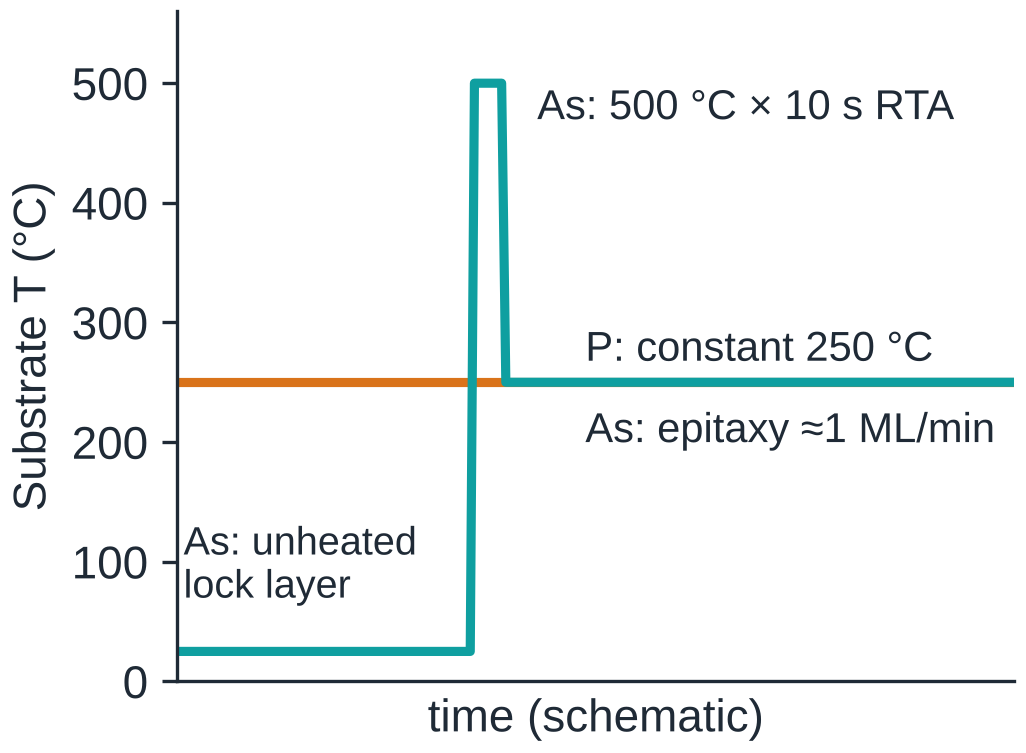 500
400
300
200
100
0
Substrate T (°C)
As: 500 °C × 10 s RTA
P: constant 250 °C
As: epitaxy ≈1 ML/min
As: unheated
lock layer
time (schematic)